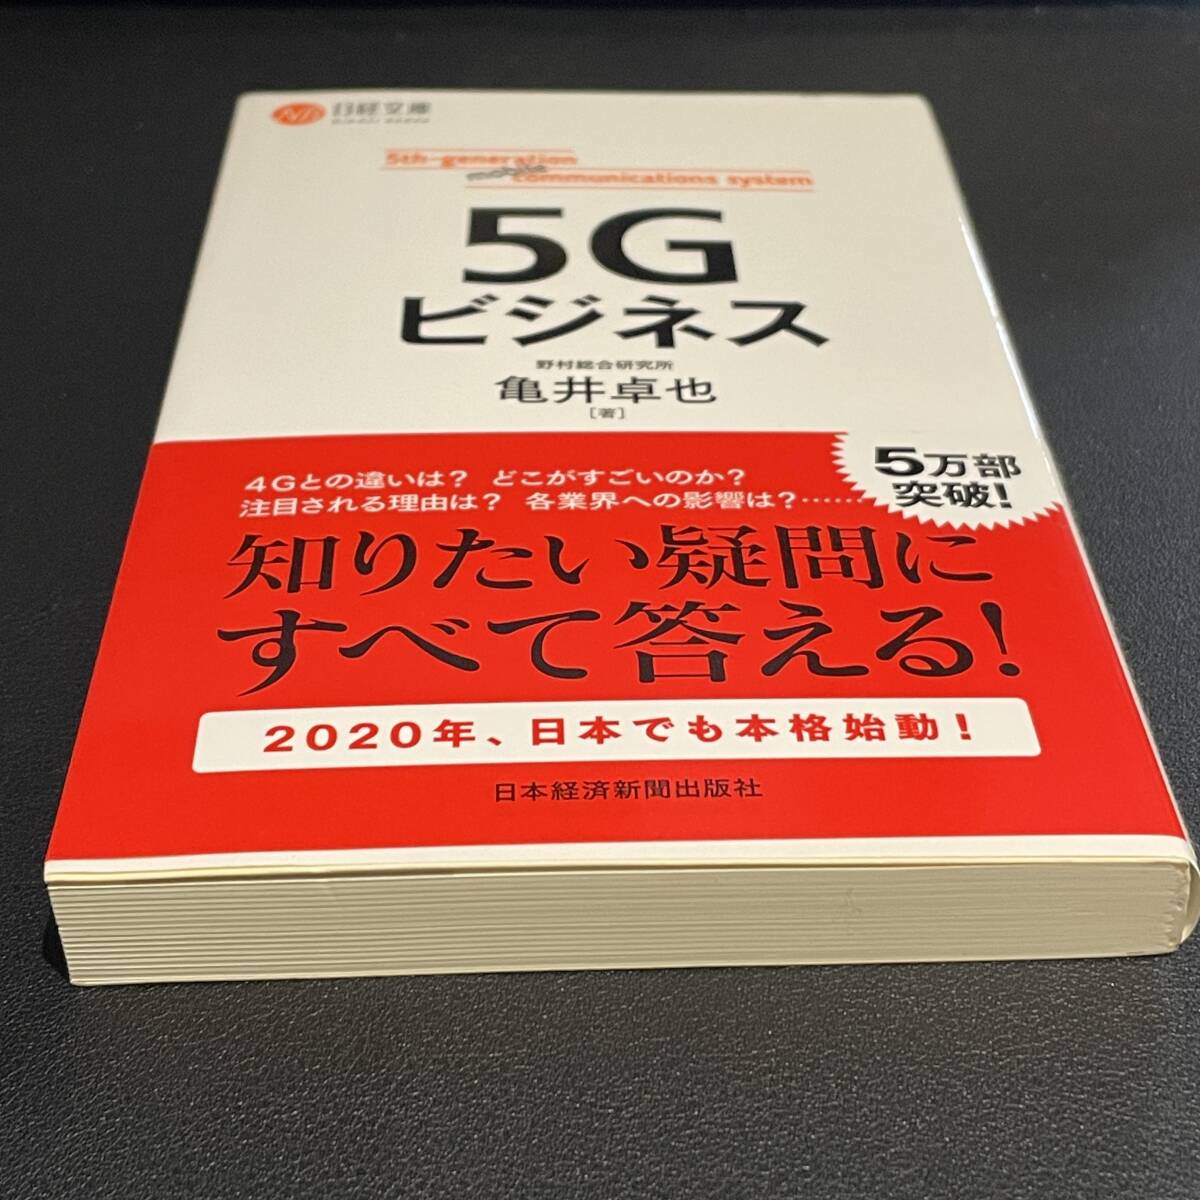 日経文庫
5th-generation
mobile
communications system
5G
ビジネス
野村総合研究所
亀井卓也
[著]
5万部
突破!
4Gとの違いは? どこがすごいのか?
注目される理由は? 各業界への影響は?……
知りたい疑問に
すべて答える!
2020年、日本でも本格始動!
日本経済新聞出版社